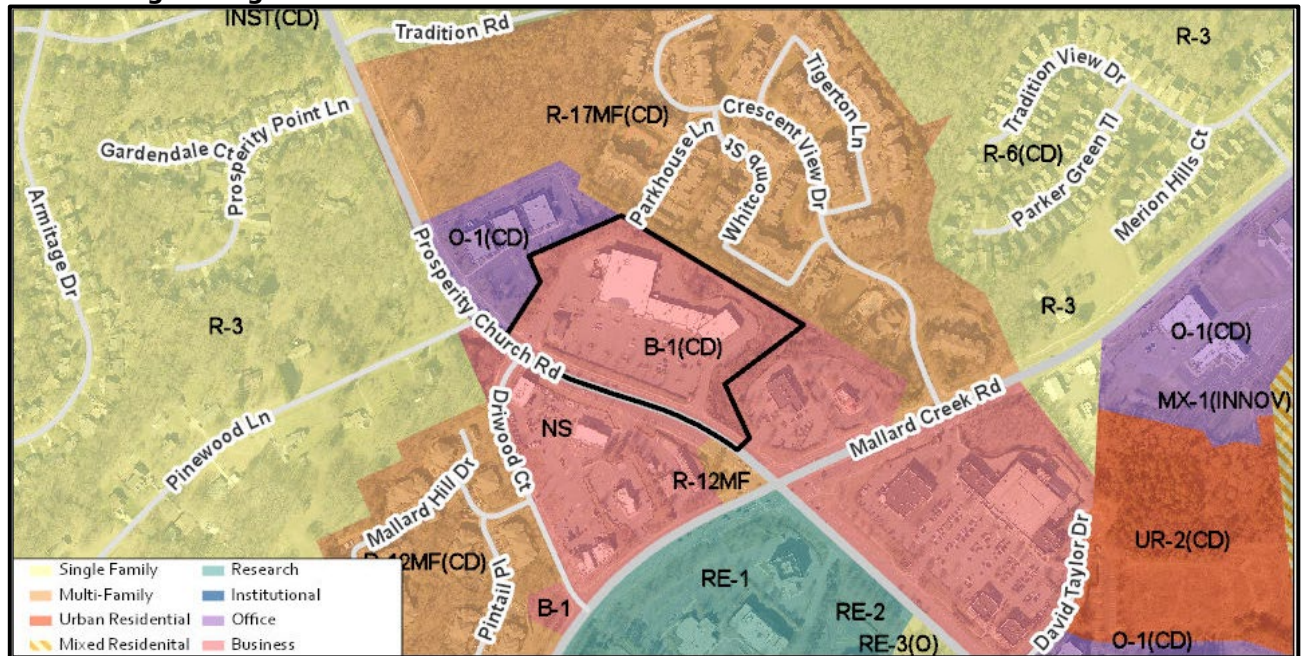 INST(CD)
Tradition Rd
R-3
Tigerton Ln
Tradition View Dr
R-17MF(CD)
Crescent View Dr
Prosperity Point Ln
Gardendale Ct
Parkhouse Ln
Whitcomb St
R-6(CD)
Parker Green Tl
Merion Hills Ct
Armitage Dr
O-1(CD)
Prosperity Church Rd
R-3
R-3
O-1(CD)
B-1(CD)
MX-1(INNOV)
Driwood Ct
NS
Mallard Creek Rd
Pinewood Ln
R-12MF
Mallard Hill Dr
UR-2(CD)
Pintail Pl
RE-1
David Taylor Dr
B-1
RE-2
RE-3(O)
O-1(CD)
Single Family
Research
Multi-Family
Institutional
Urban Residential
Office
Mixed Residenital
Business